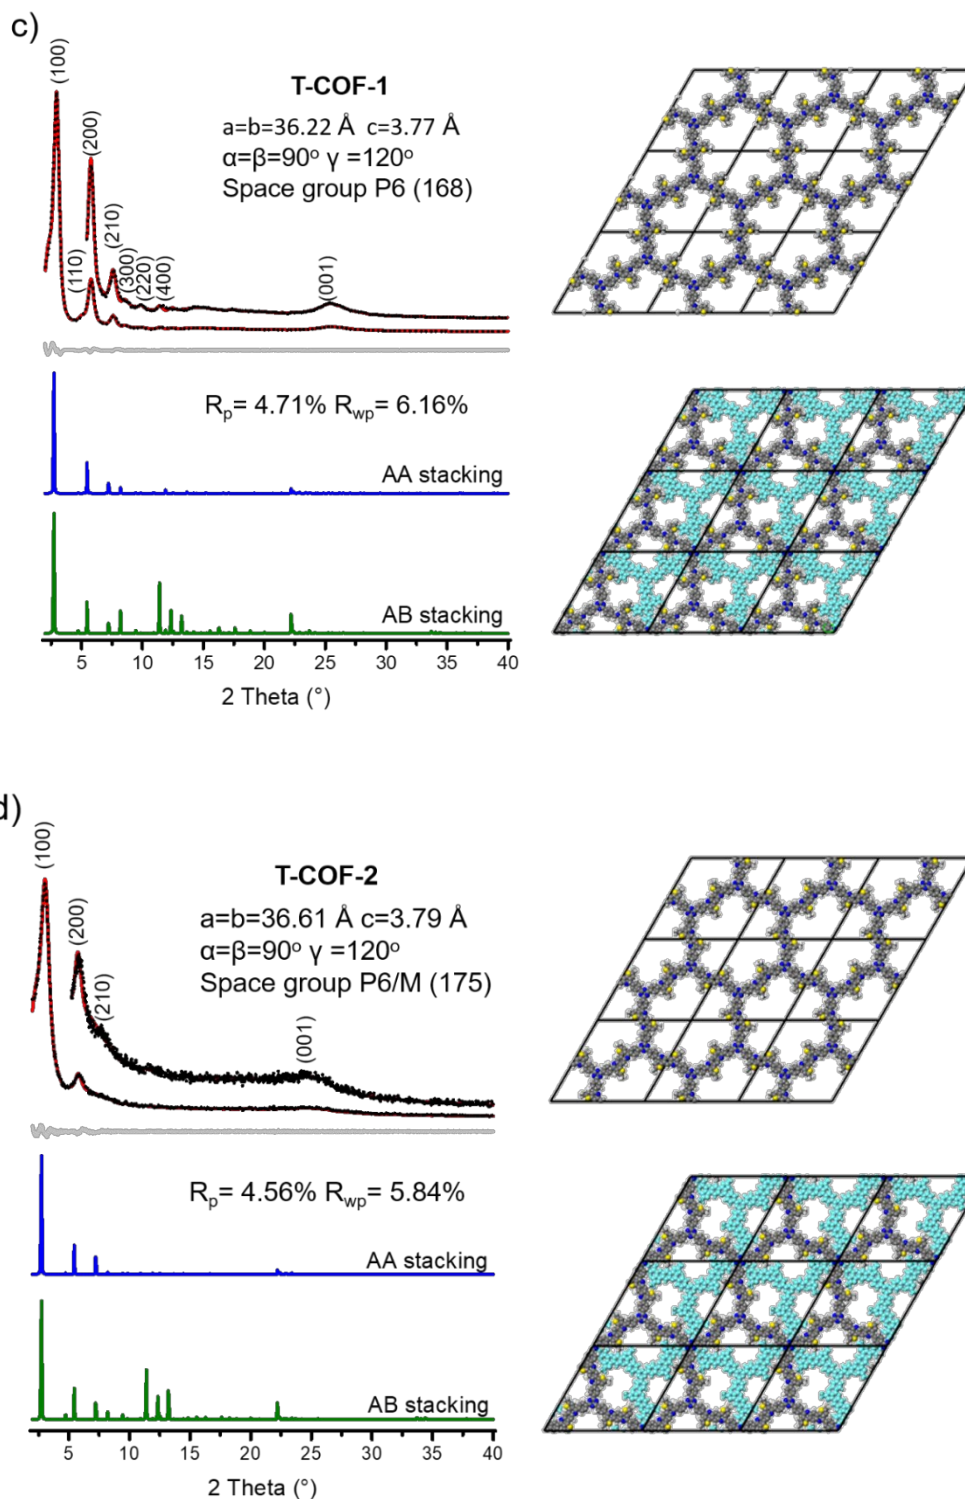 c)
T-COF-1
a=b=36.22 Å c=3.77 Å
α=β=90° γ =120°
Space group P6 (168)
(100)
(110)
(200)
(210)
(300)
(220)
(400)
(001)
Rp= 4.71% Rwp= 6.16%
AA stacking
AB stacking
5 10 15 20 25 30 35 40
2 Theta (°)
d)
T-COF-2
a=b=36.61 Å c=3.79 Å
α=β=90° γ =120°
Space group P6/M (175)
(100)
(200)
(210)
(001)
Rp= 4.56% Rwp= 5.84%
AA stacking
AB stacking
5 10 15 20 25 30 35 40
2 Theta (°)